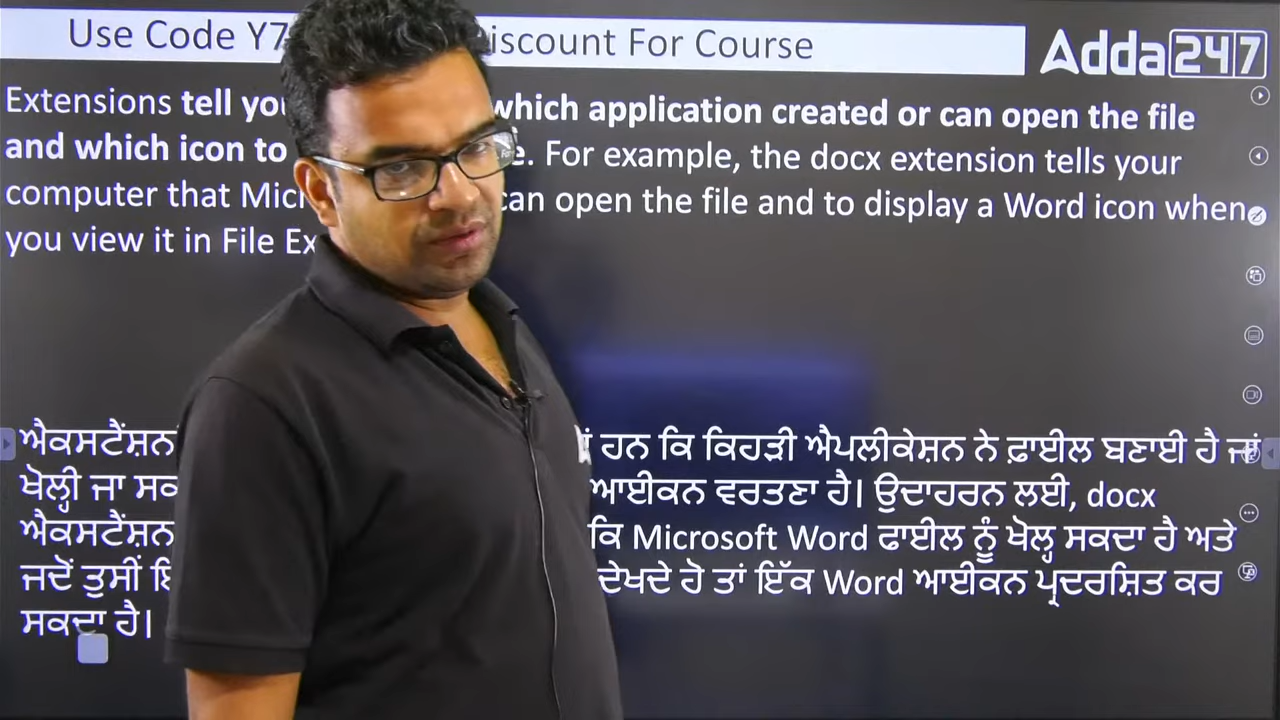 Use Code Y7 iscount For Course
Adda247
Extensions tell you which application created or can open the file
and which icon to e. For example, the docx extension tells your
computer that Micr can open the file and to display a Word icon when
you view it in File Ex
ਐਕਸਟੈਂਸ਼ਨ ਹਨ ਕਿ ਕਿਹੜੀ ਐਪਲੀਕੇਸ਼ਨ ਨੇ ਫ਼ਾਈਲ ਬਣਾਈ ਹੈ ਜਾਂ
ਖੋਲ੍ਹੀ ਜਾ ਸਕ ਆਈਕਨ ਵਰਤਣਾ ਹੈ। ਉਦਾਹਰਨ ਲਈ, docx
ਐਕਸਟੈਂਸ਼ਨ ਕਿ Microsoft Word ਫਾਈਲ ਨੂੰ ਖੋਲ੍ਹ ਸਕਦਾ ਹੈ ਅਤੇ
ਜਦੋਂ ਤੁਸੀਂ ਇ ਦੇਖਦੇ ਹੋ ਤਾਂ ਇੱਕ Word ਆਈਕਨ ਪ੍ਰਦਰਸ਼ਿਤ ਕਰ
ਸਕਦਾ ਹੈ।